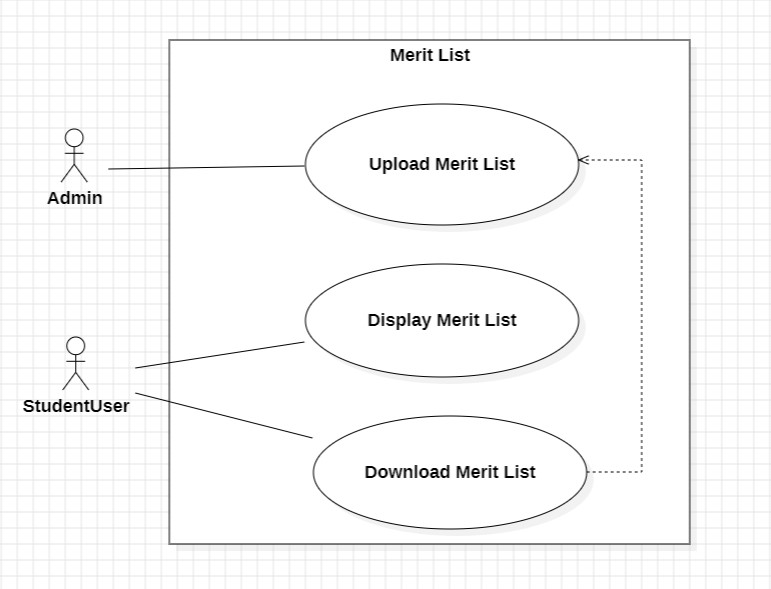 Merit List
Upload Merit List
Admin
Display Merit List
StudentUser
Download Merit List